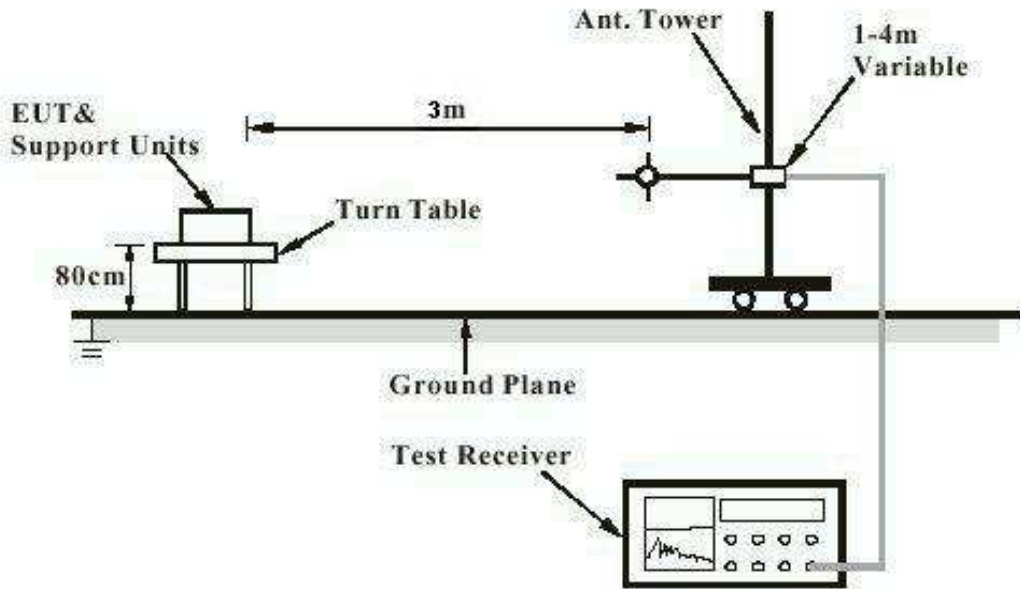 Ant. Tower
1-4m
Variable
3m
EUT&
Support Units
Turn Table
80cm
Ground Plane
Test Receiver